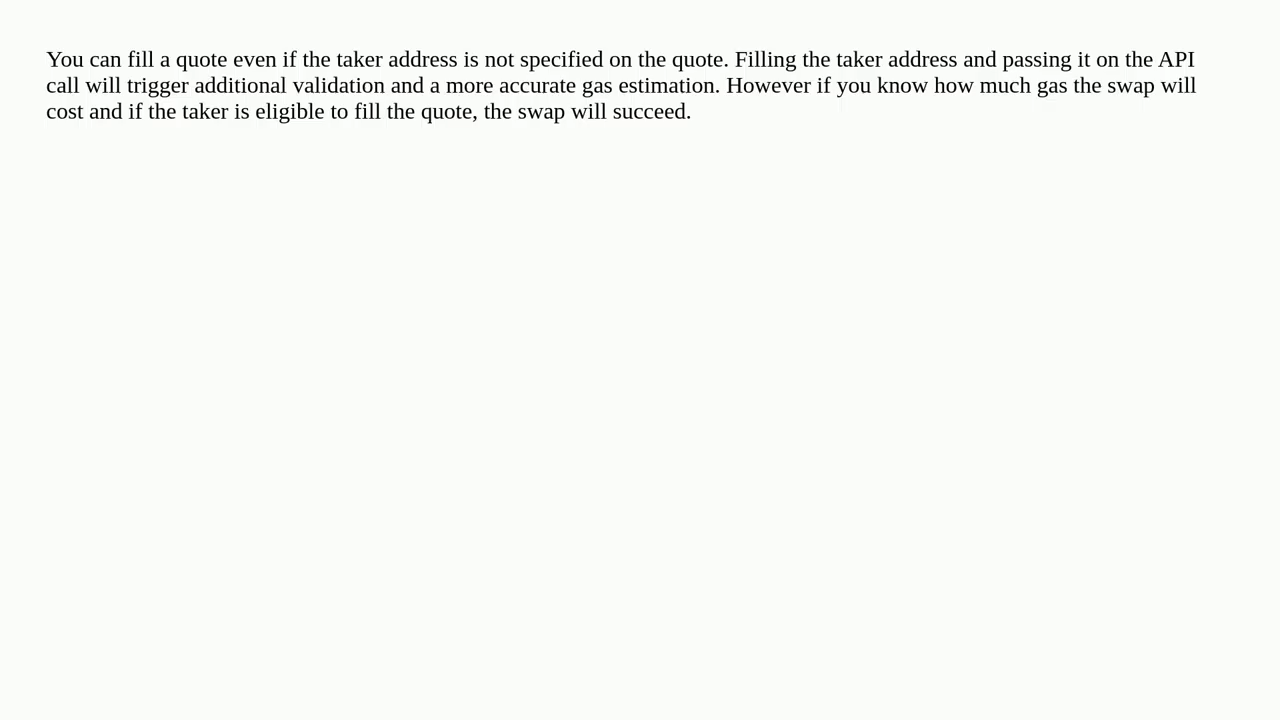 You can fill a quote even if the taker address is not specified on the quote. Filling the taker address and passing it on the API
call will trigger additional validation and a more accurate gas estimation. However if you know how much gas the swap will
cost and if the taker is eligible to fill the quote, the swap will succeed.